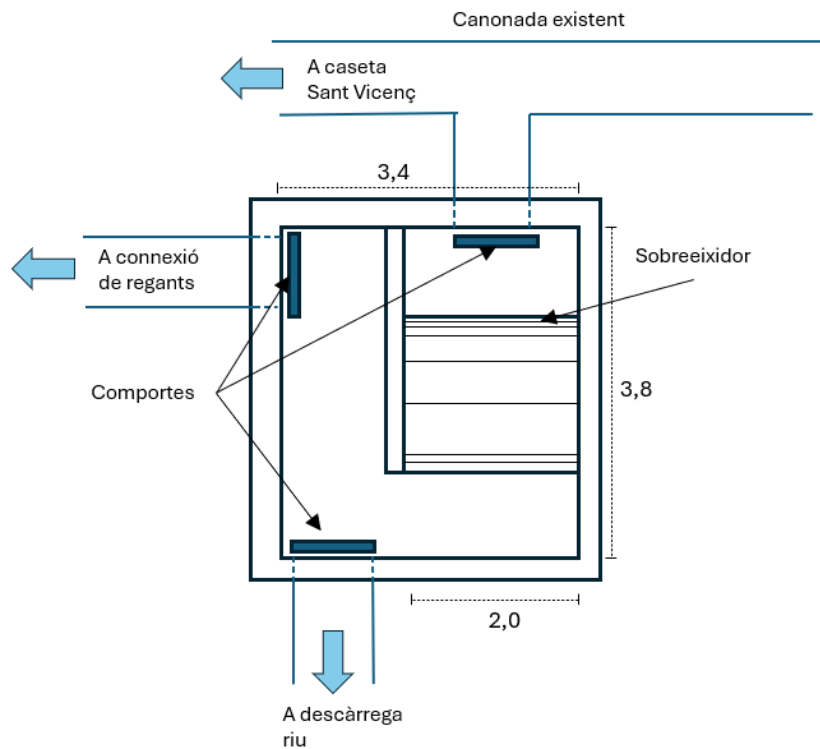 Canonada existent
A caseta
Sant Vicenç
3,4
A connexió
de regants
Sobreeixidor
Comportes
3,8
2,0
A descàrrega
riu